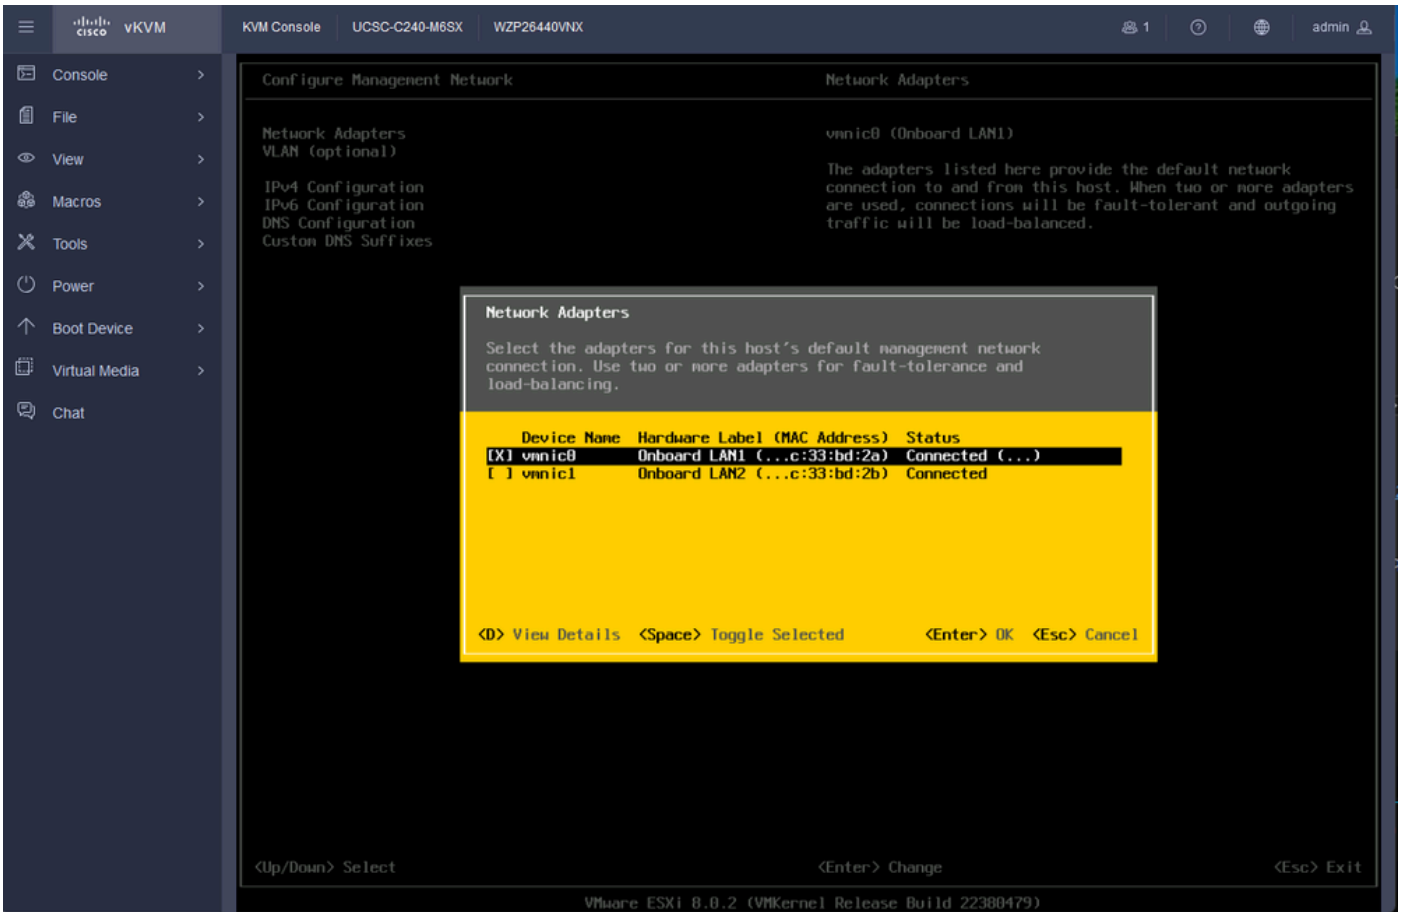 cisco vKVM
KVM Console UCSC-C240-M6SX WZP26440VNX 1 admin
Console
File
View
Macros
Tools
Power
Boot Device
Virtual Media
Chat
Configure Management Network Network Adapters
Network Adapters
VLAN (optional)
IPv4 Configuration
IPv6 Configuration
DNS Configuration
Custom DNS Suffixes
vmnic0 (Onboard LAN1)
The adapters listed here provide the default network
connection to and from this host. When two or more adapters
are used, connections will be fault-tolerant and outgoing
traffic will be load-balanced.
Network Adapters
Select the adapters for this host's default management network
connection. Use two or more adapters for fault-tolerance and
load-balancing.
Device Name Hardware Label (MAC Address) Status
[X] vmnic0 Onboard LAN1 (...c:33:bd:2a) Connected (...)
[ ] vmnic1 Onboard LAN2 (...c:33:bd:2b) Connected
<D> View Details <Space> Toggle Selected <Enter> OK <Esc> Cancel
<Up/Down> Select <Enter> Change <Esc> Exit
VMware ESXi 8.0.2 (VMKernel Release Build 22380479)